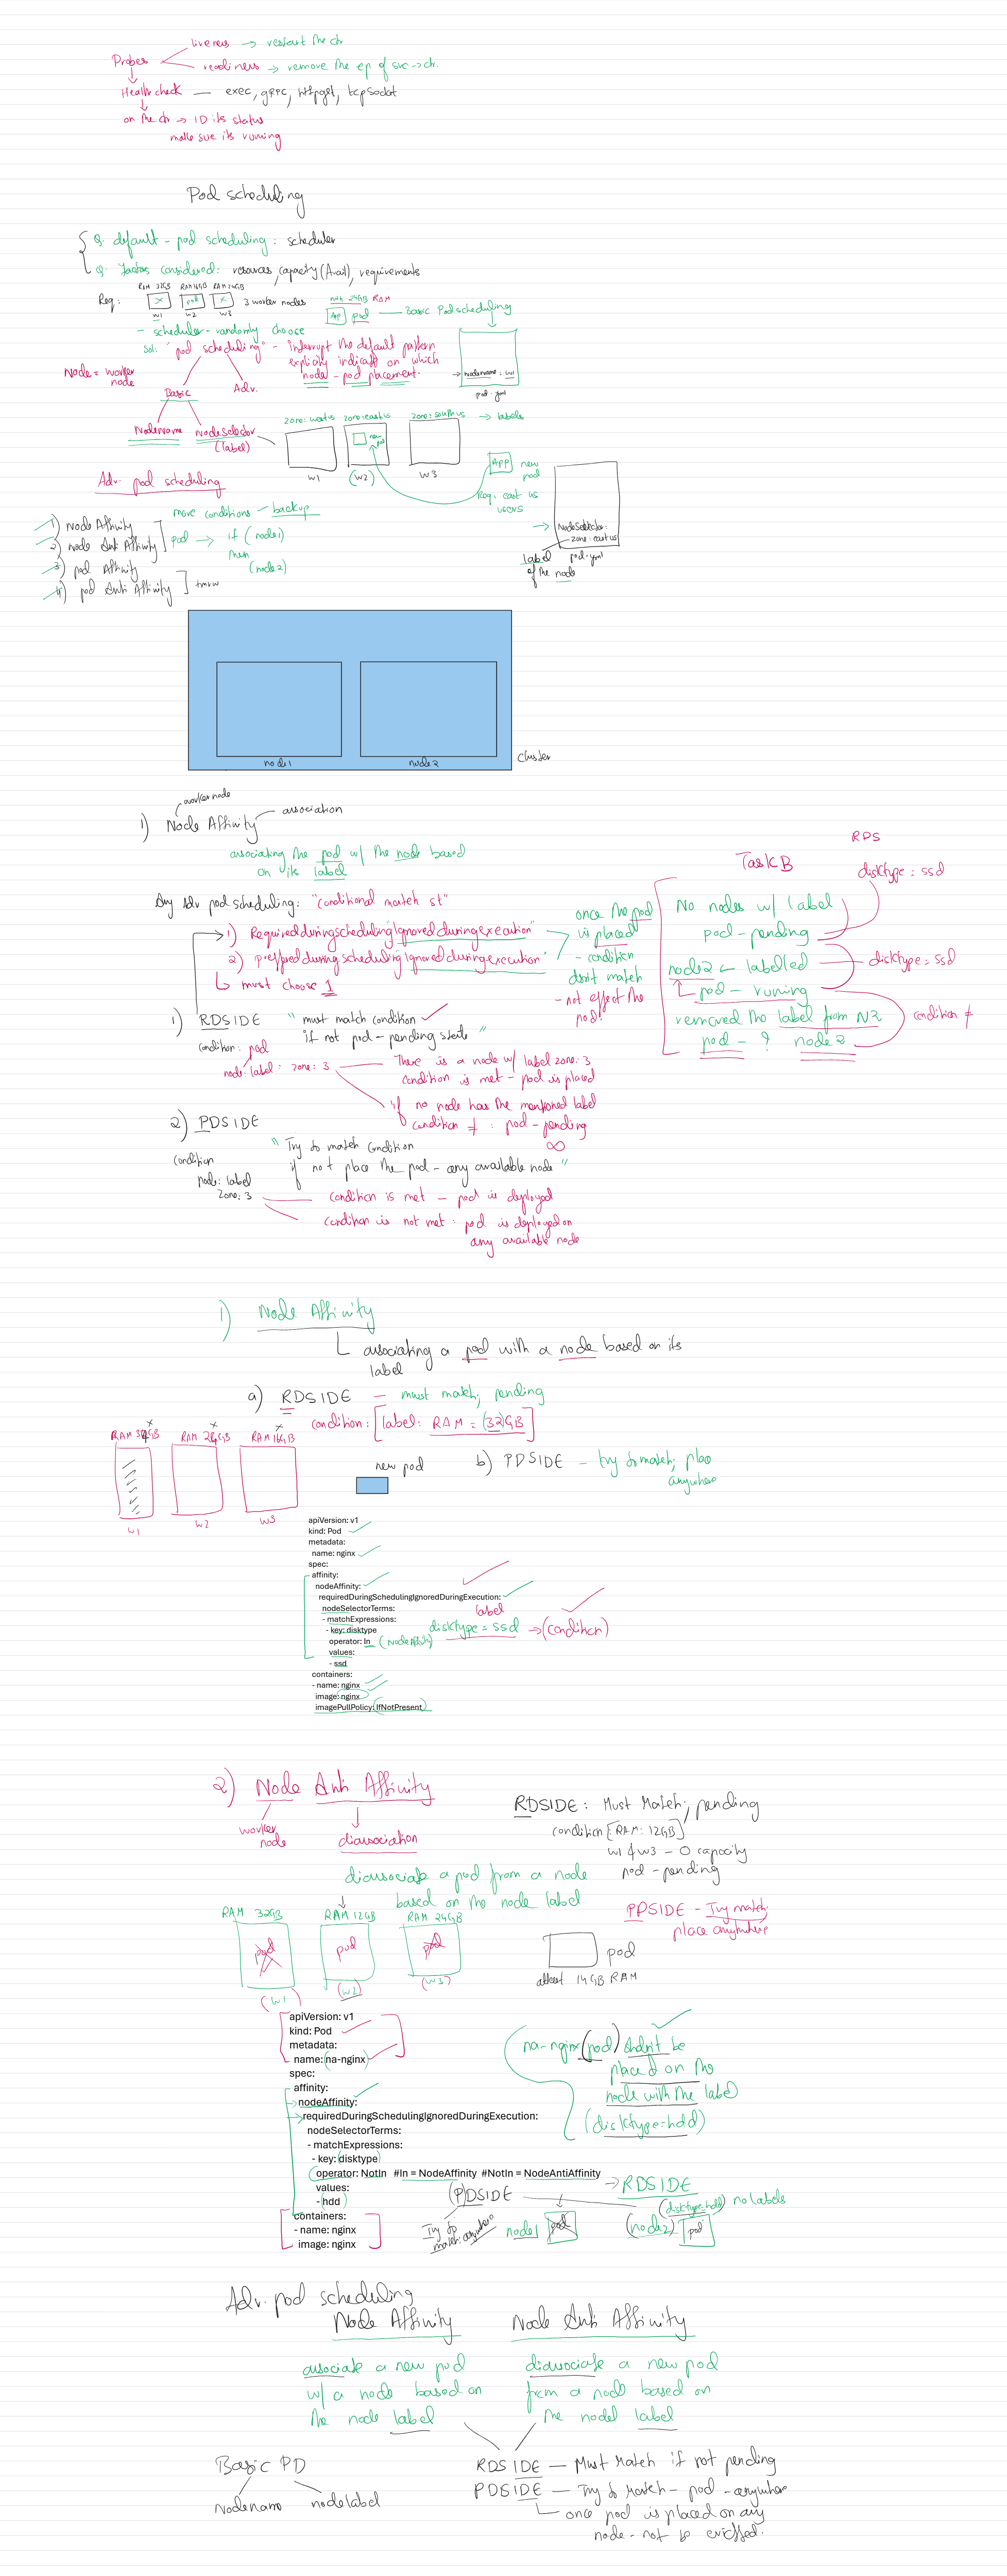 liveness → restart the ctr
Probes
readiness → remove the ep of svc → ctr.
Healthcheck — exec, gRPC, httpget, tcpSocket
on the ctr → ID its status
make sure its running
Pod scheduling
Q. default - pod scheduling : scheduler
Q. factors considered: resources, capacity (Avail), requirements
RAM 32GB RAM 16GB RAM 24GB
Req: x pod x 3 worker nodes
w1 w2 w3
24GB RAM
App pod — Basic Pod scheduling
- scheduler - randomly choose
Sol: "pod scheduling" - interrupt the default pattern
explicitly indicate on which
node - pod placement.
→ nodename: w1
pod.yml
Node = worker
node
Basic Adv.
Nodename nodeselector
(label)
zone: westus zone: eastus zone: southus → labels
new pod
w1 (w2) w3
App new pod
Req: east us
users
→ NodeSelector:
zone: eastus
label pod.yml
of the node
Adv. pod scheduling
more conditions - backup
1) node Affinity
2) node Anti Affinity
3) pod Affinity
4) pod Anti Affinity
pod → if (node1)
then
(node2)
tmrw
node1 node2
Cluster
worker node
1) Node Affinity — association
associating the pod w/ the node based
on its label
Any Adv pod scheduling: "conditional match st"
1) Requiredduringscheduling"Ignoredduringexecution"
2) preffredduringscheduling"Ignoredduringexecution"
must choose 1
once the pod
is placed
- condition
don't match
- not effect the
pod!
1) RDSIDE "must match condition
if not pod-pending state"
condition: pod
node: label: zone: 3 — There is a node w/ label zone: 3
condition is met - pod is placed
if no node has the mentioned label
condition ≠ : pod-pending
∞
2) PDSIDE
"Try to match condition
if not place the pod - any available node"
condition
node: label
zone: 3 — condition is met - pod is deployed
condition is not met: pod is deployed on
any available node
RDS
Task B
disktype: ssd
No nodes w/ label
pod-pending
node2 ← labelled
disktype = ssd
pod - running
removed the label from N2
condition ≠
pod - ? node2
1) Node Affinity
associating a pod with a node based on its
label
a) RDSIDE - must match; pending
condition: [label: RAM = (32)GB]
x x x
RAM 24GB RAM 16GB
w1 w2 w3
new pod
b) PDSIDE - try to match; place
anywhere
apiVersion: v1
kind: Pod
metadata:
name: nginx
spec:
affinity:
nodeAffinity:
requiredDuringSchedulingIgnoredDuringExecution:
nodeSelectorTerms:
- matchExpressions:
- key: disktype
operator: In (NodeAffinity)
values:
- ssd
label
disktype = ssd → (condition)
containers:
- name: nginx
image: nginx
imagePullPolicy: IfNotPresent
2) Node Anti Affinity
worker
node
disassociation
disassociate a pod from a node
based on the node label
RDSIDE: Must Match; pending
condition [RAM: 12GB]
w1 & w3 - 0 capacity
pod - pending
PDSIDE - Try match
place anywhere
RAM 32GB RAM 12GB RAM 24GB
pod pod pod
(w1) (w2) (w3)
pod
atleast 14GB RAM
apiVersion: v1
kind: Pod
metadata:
name: na-nginx
spec:
affinity:
nodeAffinity:
requiredDuringSchedulingIgnoredDuringExecution:
nodeSelectorTerms:
- matchExpressions:
- key: disktype
operator: NotIn #In = NodeAffinity #NotIn = NodeAntiAffinity → RDSIDE
values:
- hdd
containers:
- name: nginx
image: nginx
na-nginx (pod) shdn't be
placed on the
node with the label
(disktype=hdd)
(P)DSIDE
Try to
match; anywhere
node1 pod
(disktype:hdd) no labels
(node2) pod
Adv. pod scheduling
Node Affinity Node Anti Affinity
associate a new pod
w/ a node based on
the node label
disassociate a new pod
from a node based on
the nodel label
Basic PD
Nodename nodelabel
RDSIDE — Must Match if not pending
PDSIDE — Try to Match - pod - anywhere
once pod is placed on any
node - not be evicted.